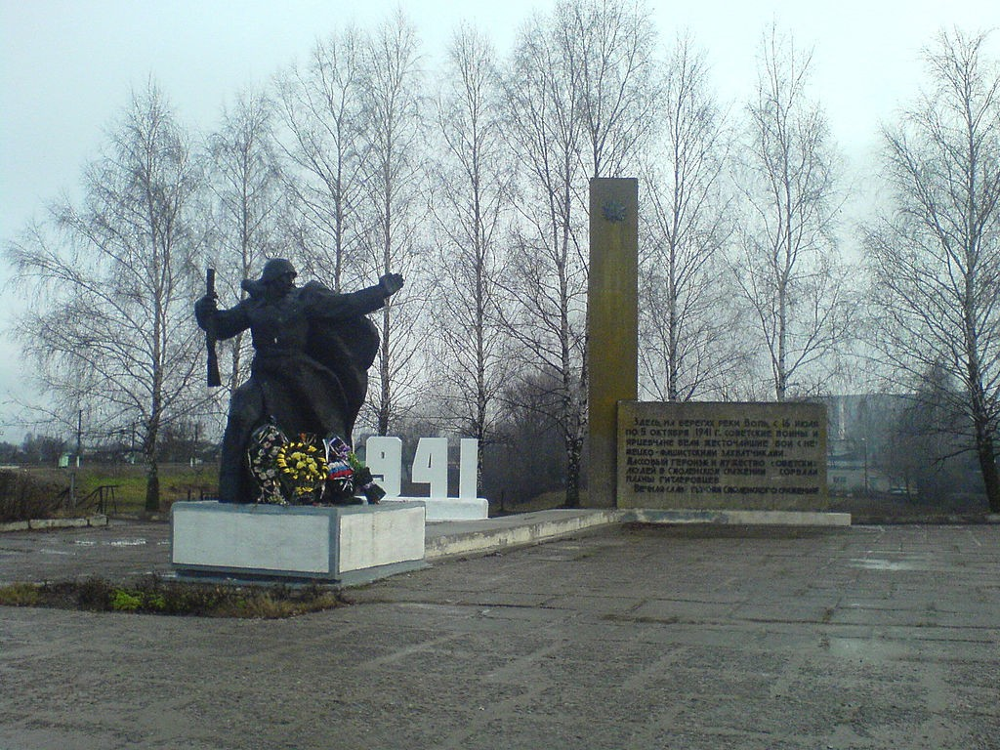 941
Здесь, на берегах реки Вопь, с 16 июля
по 5 октября 1941 г. советские воины и
ярцевчане вели жесточайшие бои с не-
мецко-фашистскими захватчиками.
Массовый героизм и мужество советских
людей в Смоленском сражении сорвали
планы гитлеровцев.
Вечная слава героям Смоленского сражения!